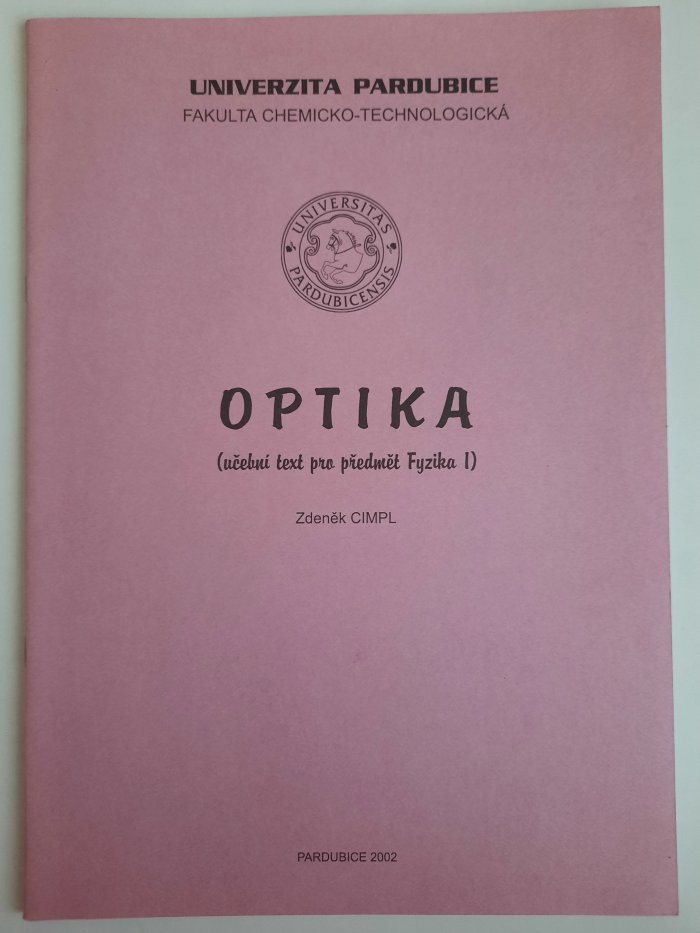 UNIVERZITA PARDUBICE
FAKULTA CHEMICKO-TECHNOLOGICKÁ
UNIVERSITAS
PARDUBICENSIS
OPTIKA
(učební text pro předmět Fyzika I)
Zdeněk CIMPL
PARDUBICE 2002